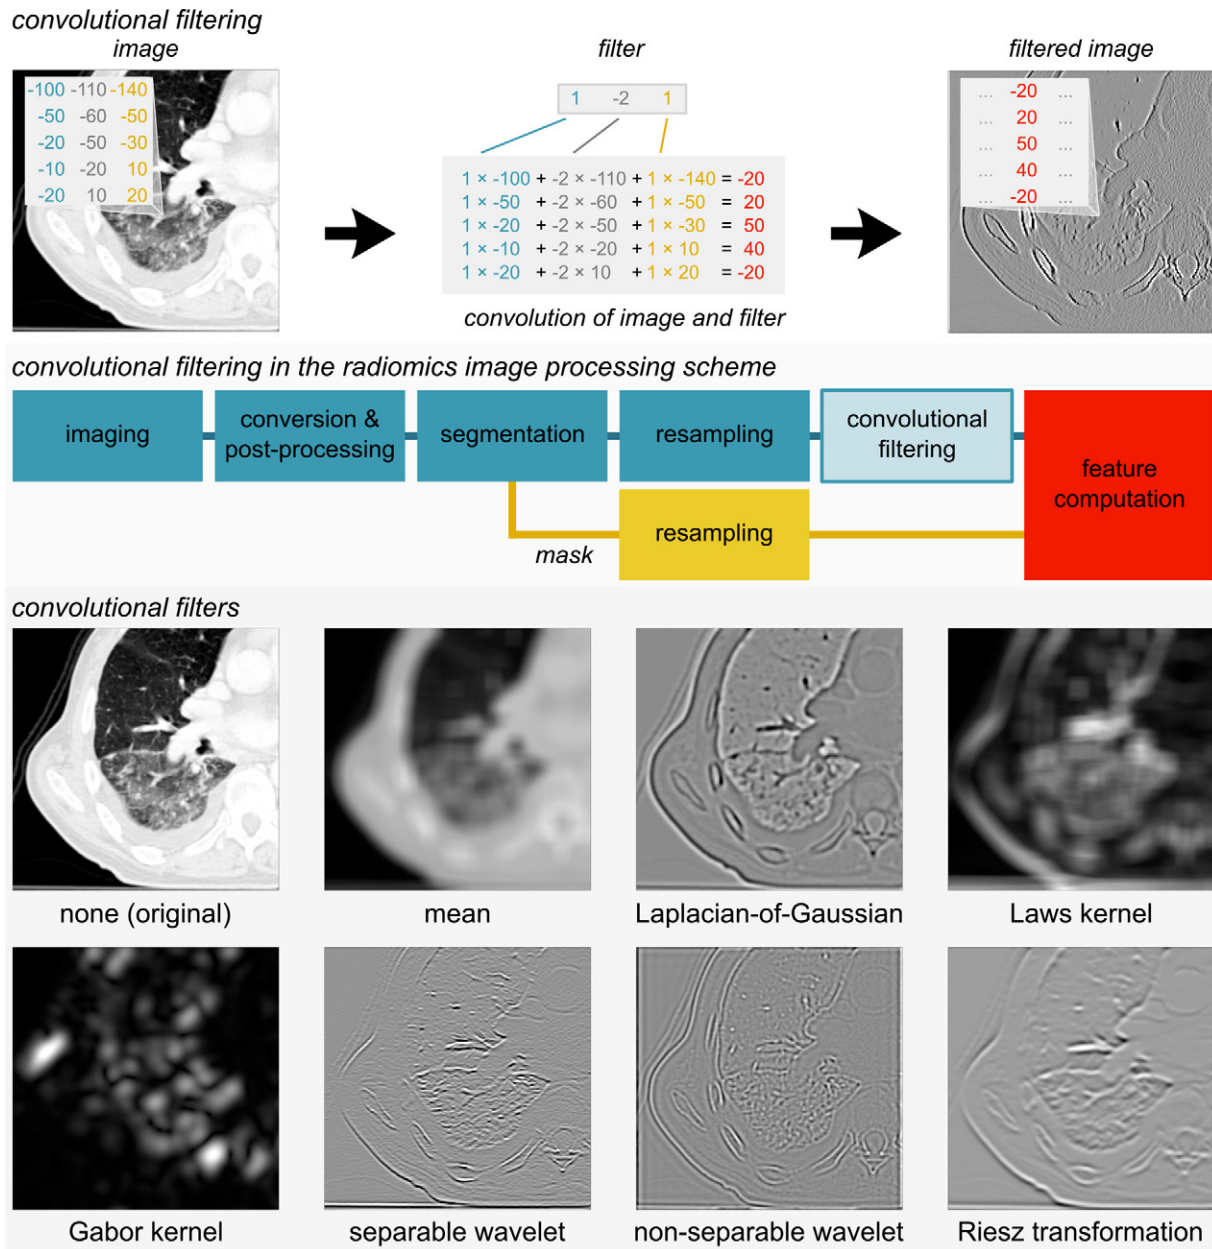 convolutional filtering
image
filter
filtered image
-100 -110 -140
-50 -60 -50
-20 -50 -30
-10 -20 10
-20 10 20
1 -2 1
1 × -100 + -2 × -110 + 1 × -140 = -20
1 × -50 + -2 × -60 + 1 × -50 = 20
1 × -20 + -2 × -50 + 1 × -30 = 50
1 × -10 + -2 × -20 + 1 × 10 = 40
1 × -20 + -2 × 10 + 1 × 20 = -20
convolution of image and filter
... -20 ...
... 20 ...
... 50 ...
... 40 ...
... -20 ...
convolutional filtering in the radiomics image processing scheme
imaging
conversion &
post-processing
segmentation
resampling
convolutional
filtering
feature
computation
mask
resampling
convolutional filters
none (original)
mean
Laplacian-of-Gaussian
Laws kernel
Gabor kernel
separable wavelet
non-separable wavelet
Riesz transformation